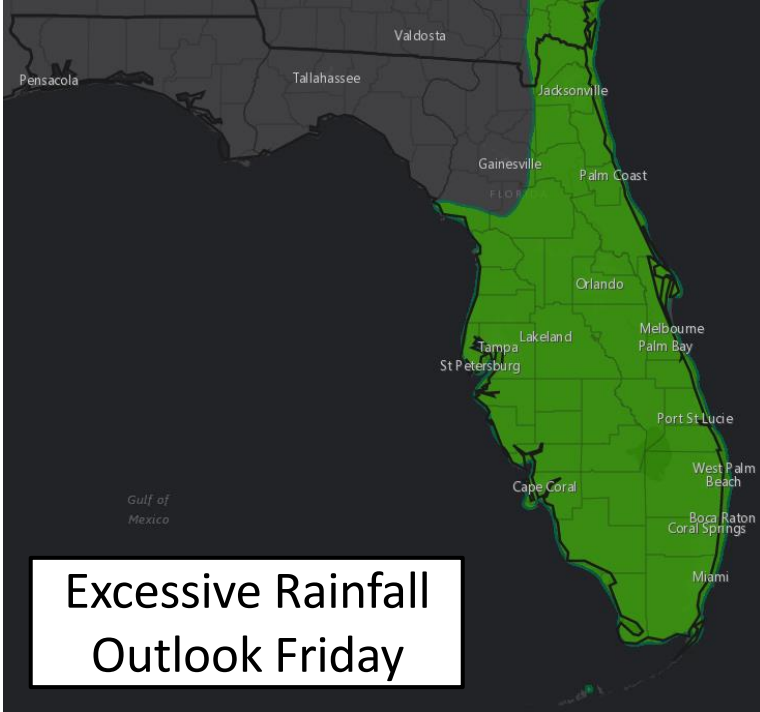 Valdosta
Pensacola
Tallahassee
Jacksonville
Gainesville
Palm Coast
FLORIDA
Orlando
Melbourne
Lakeland
Tampa
Palm Bay
St Petersburg
Port St Lucie
West Palm
Beach
Cape Coral
Gulf of
Mexico
Boca Raton
Coral Springs
Miami
Excessive Rainfall
Outlook Friday